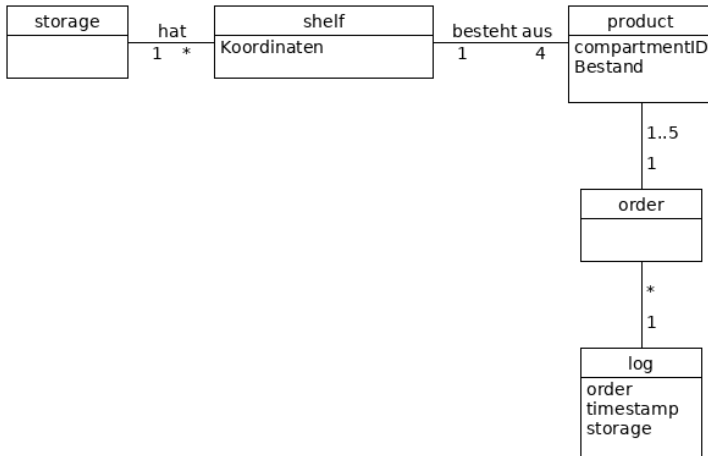 storage
hat
1 *
shelf
Koordinaten
besteht aus
1 4
product
compartmentID
Bestand
1..5
1
order
*
1
log
order
timestamp
storage